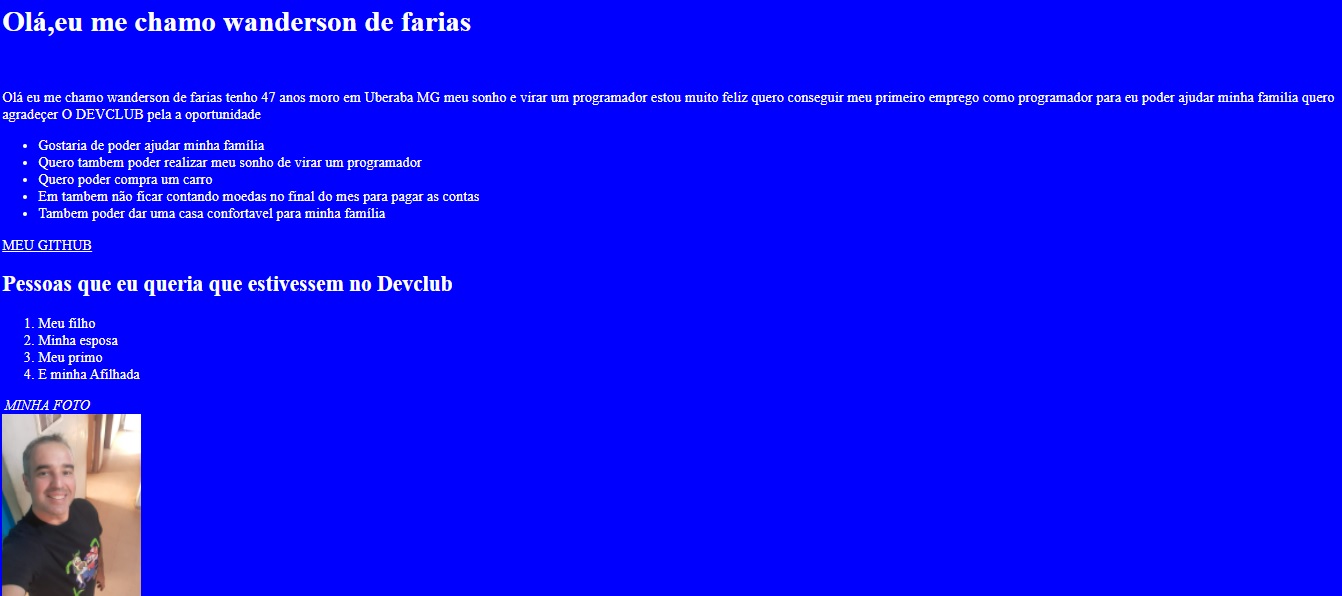 Olá,eu me chamo wanderson de farias
Olá eu me chamo wanderson de farias tenho 47 anos moro em Uberaba MG meu sonho e virar um programador estou muito feliz quero conseguir meu primeiro emprego como programador para eu poder ajudar minha familia quero
agradeçer O DEVCLUB pela a oportunidade
• Gostaria de poder ajudar minha família
• Quero tambem poder realizar meu sonho de virar um programador
• Quero poder compra um carro
• Em tambem não ficar contando moedas no final do mes para pagar as contas
• Tambem poder dar uma casa confortavel para minha família
MEU GITHUB
Pessoas que eu queria que estivessem no Devclub
1. Meu filho
2. Minha esposa
3. Meu primo
4. E minha Afilhada
MINHA FOTO